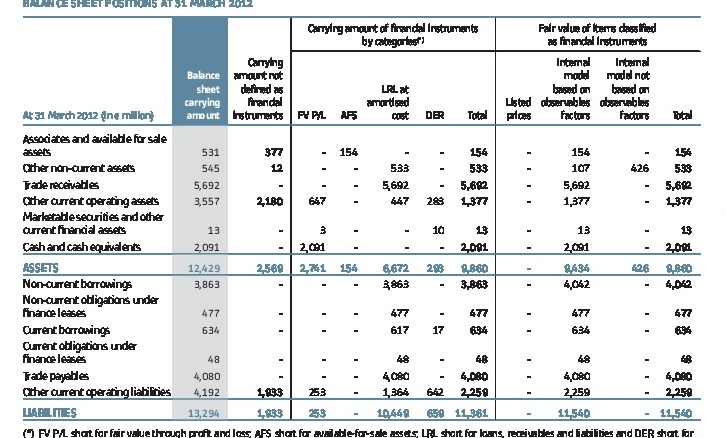 BALANCE SHEET POSITIONS AT 31 MARCH 2012
Carrying amount of financial instruments by categories(*)
Fair value of items classified as financial instruments
At 31 March 2012 (in € million) Balance sheet carrying amount Carrying amount not defined as financial instruments FV P/L AFS LRL at amortised cost DER Total Listed prices Internal model based on observables factors Internal model not based on observables factors Total
Associates and available for sale
assets 531 377 - 154 - - 154 - 154 - 154
Other non-current assets 545 12 - - 533 - 533 - 107 426 533
Trade receivables 5,692 - - - 5,692 - 5,692 - 5,692 - 5,692
Other current operating assets 3,557 2,180 647 - 447 283 1,377 - 1,377 - 1,377
Marketable securities and other
current financial assets 13 - 3 - - 10 13 - 13 - 13
Cash and cash equivalents 2,091 - 2,091 - - - 2,091 - 2,091 - 2,091
ASSETS 12,429 2,569 2,741 154 6,672 293 9,860 - 9,434 426 9,860
Non-current borrowings 3,863 - - - 3,863 - 3,863 - 4,042 - 4,042
Non-current obligations under
finance leases 477 - - - 477 - 477 - 477 - 477
Current borrowings 634 - - - 617 17 634 - 634 - 634
Current obligations under
finance leases 48 - - - 48 - 48 - 48 - 48
Trade payables 4,080 - - - 4,080 - 4,080 - 4,080 - 4,080
Other current operating liabilities 4,192 1,933 253 - 1,364 642 2,259 - 2,259 - 2,259
LIABILITIES 13,294 1,933 253 - 10,449 659 11,361 - 11,540 - 11,540
(*) FV P/L short for fair value through profit and loss; AFS short for available-for-sale assets; LRL short for loans, receivables and liabilities and DER short for